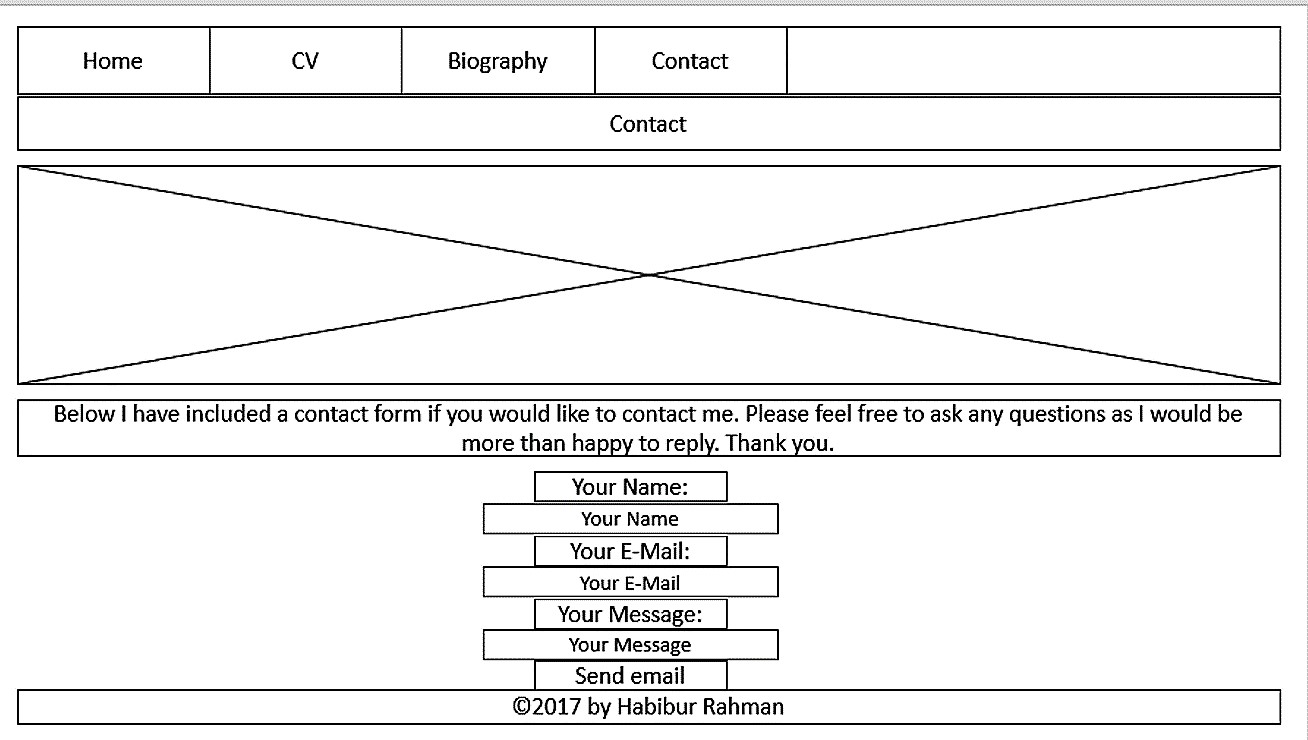 Home CV Biography Contact
Contact
Below I have included a contact form if you would like to contact me. Please feel free to ask any questions as I would be
more than happy to reply. Thank you.
Your Name:
Your Name
Your E-Mail:
Your E-Mail
Your Message:
Your Message
Send email
©2017 by Habibur Rahman